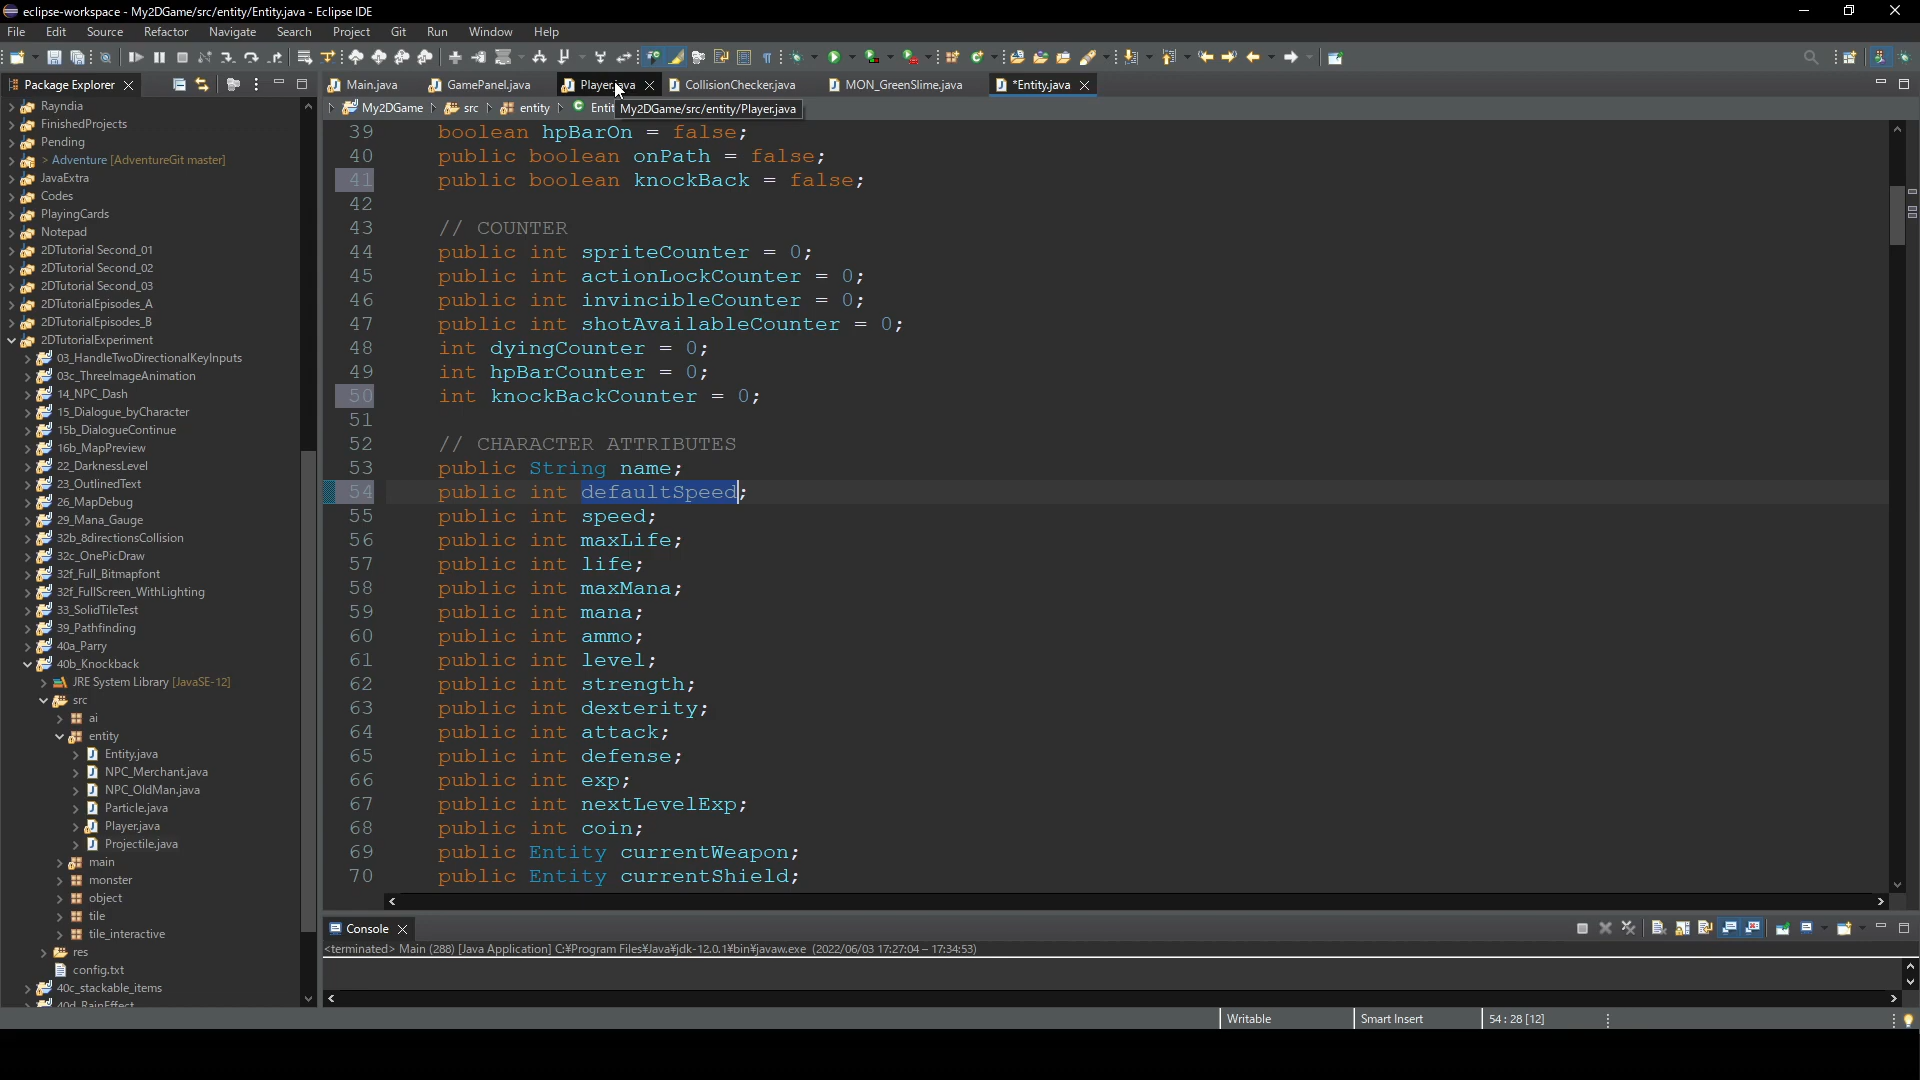 eclipse-workspace - My2DGame/src/entity/Entity.java - Eclipse IDE
File Edit Source Refactor Navigate Search Project Git Run Window Help
Package Explorer
Main.java GamePanel.java Player.java CollisionChecker.java MON_GreenSlime.java *Entity.java
My2DGame src entity Entit
My2DGame/src/entity/Player.java
Rayndia
FinishedProjects
Pending
> Adventure [AdventureGit master]
JavaExtra
Codes
PlayingCards
Notepad
2DTutorial Second_01
2DTutorial Second_02
2DTutorial Second_03
2DTutorialEpisodes_A
2DTutorialEpisodes_B
2DTutorialExperiment
03_HandleTwoDirectionalKeyInputs
03c_ThreeImageAnimation
14_NPC_Dash
15_Dialogue_byCharacter
15b_DialogueContinue
16b_MapPreview
22_DarknessLevel
23_OutlinedText
26_MapDebug
29_Mana_Gauge
32b_8directionsCollision
32c_OnePicDraw
32f_Full_Bitmapfont
32f_FullScreen_WithLighting
33_SolidTileTest
39_Pathfinding
40a_Parry
40b_Knockback
JRE System Library [JavaSE-12]
src
ai
entity
Entity.java
NPC_Merchant.java
NPC_OldMan.java
Particle.java
Player.java
Projectile.java
main
monster
object
tile
tile_interactive
res
config.txt
40c_stackable_items
40d_RainEffect
39 boolean hpBarOn = false;
40 public boolean onPath = false;
41 public boolean knockBack = false;
42
43 // COUNTER
44 public int spriteCounter = 0;
45 public int actionLockCounter = 0;
46 public int invincibleCounter = 0;
47 public int shotAvailableCounter = 0;
48 int dyingCounter = 0;
49 int hpBarCounter = 0;
50 int knockBackCounter = 0;
51
52 // CHARACTER ATTRIBUTES
53 public String name;
54 public int defaultSpeed;
55 public int speed;
56 public int maxLife;
57 public int life;
58 public int maxMana;
59 public int mana;
60 public int ammo;
61 public int level;
62 public int strength;
63 public int dexterity;
64 public int attack;
65 public int defense;
66 public int exp;
67 public int nextLevelExp;
68 public int coin;
69 public Entity currentWeapon;
70 public Entity currentShield;
Console
<terminated> Main (288) [Java Application] C:¥Program Files¥Java¥jdk-12.0.1¥bin¥javaw.exe (2022/06/03 17:27:04 – 17:34:53)
Writable Smart Insert 54 : 28 [12]